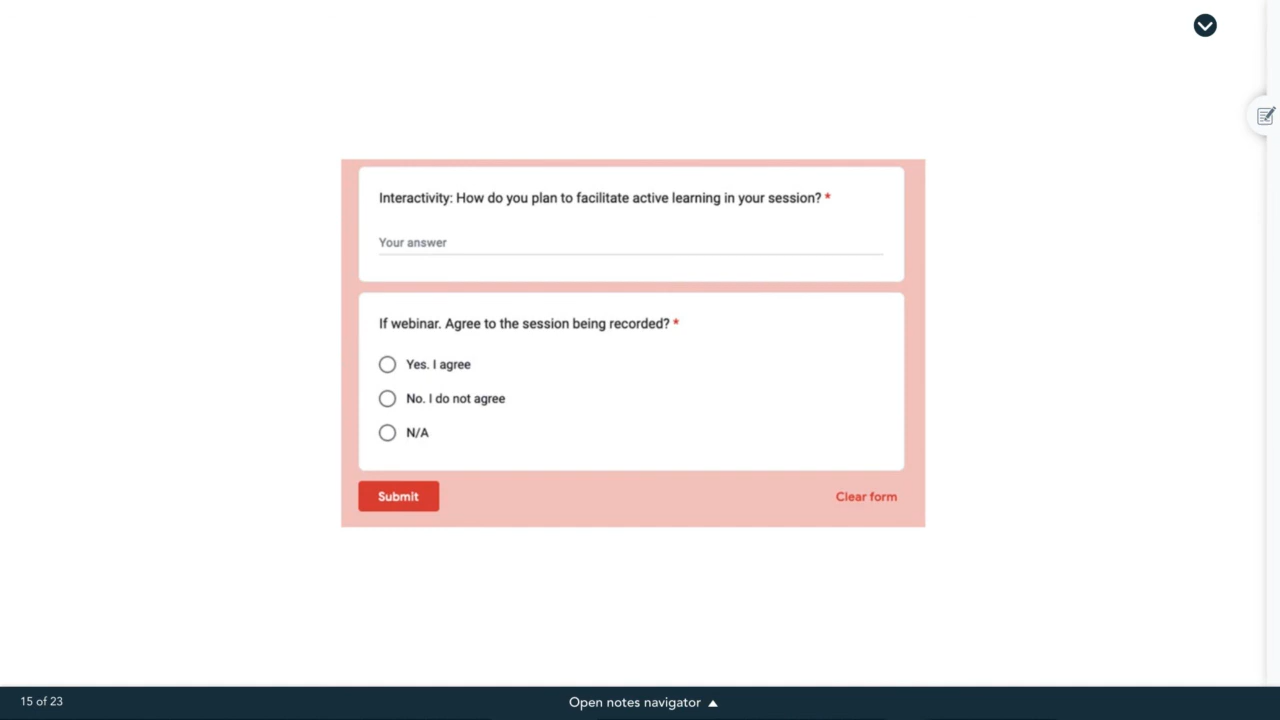 Interactivity: How do you plan to facilitate active learning in your session? *
Your answer
If webinar. Agree to the session being recorded? *
Yes. I agree
No. I do not agree
N/A
Submit
Clear form
15 of 23
Open notes navigator